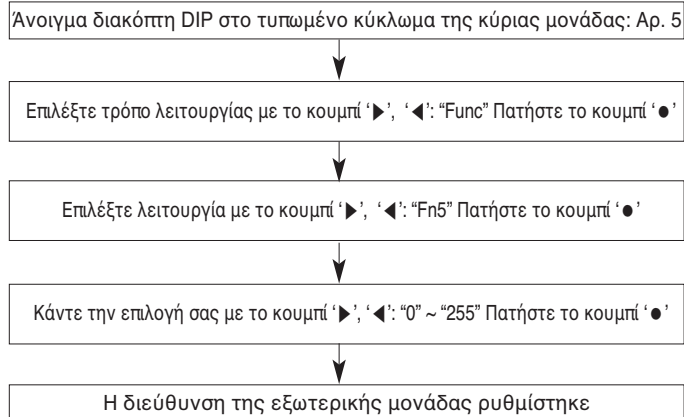 Άνοιγμα διακόπτη DIP στο τυπωμένο κύκλωμα της κύριας μονάδας: Αρ. 5
Επιλέξτε τρόπο λειτουργίας με το κουμπί ‘▶’, ‘◀’: “Func” Πατήστε το κουμπί ‘●’
Επιλέξτε λειτουργία με το κουμπί ‘▶’, ‘◀’: “Fn5” Πατήστε το κουμπί ‘●’
Κάντε την επιλογή σας με το κουμπί ‘▶’, ‘◀’: “0” ~ “255” Πατήστε το κουμπί ‘●’
Η διεύθυνση της εξωτερικής μονάδας ρυθμίστηκε